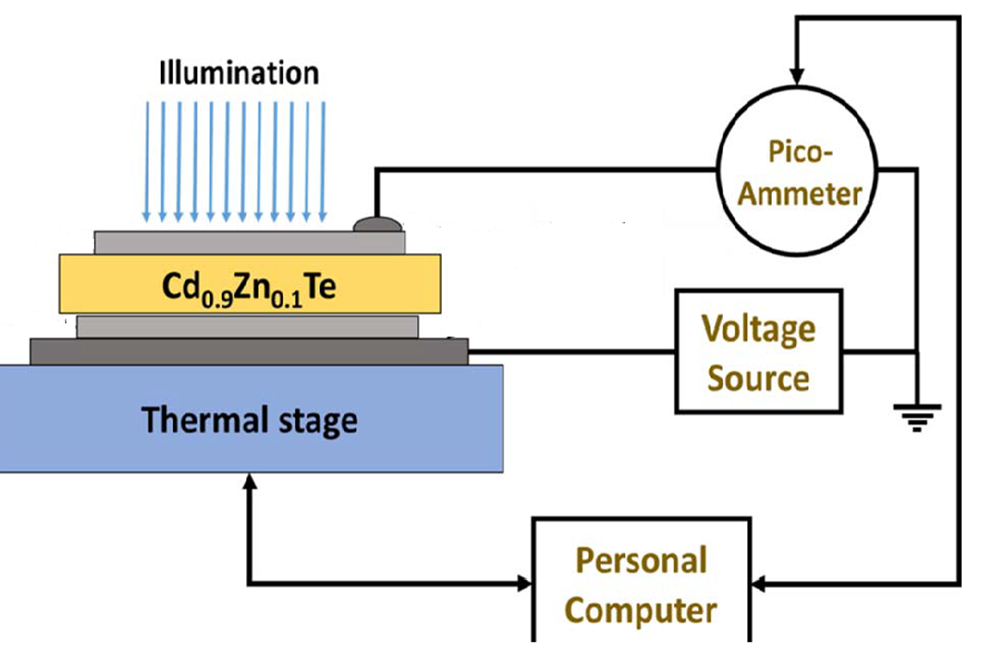 Illumination
Pico-
Ammeter
Cd₀.₉Zn₀.₁Te
Voltage
Source
Thermal stage
Personal
Computer